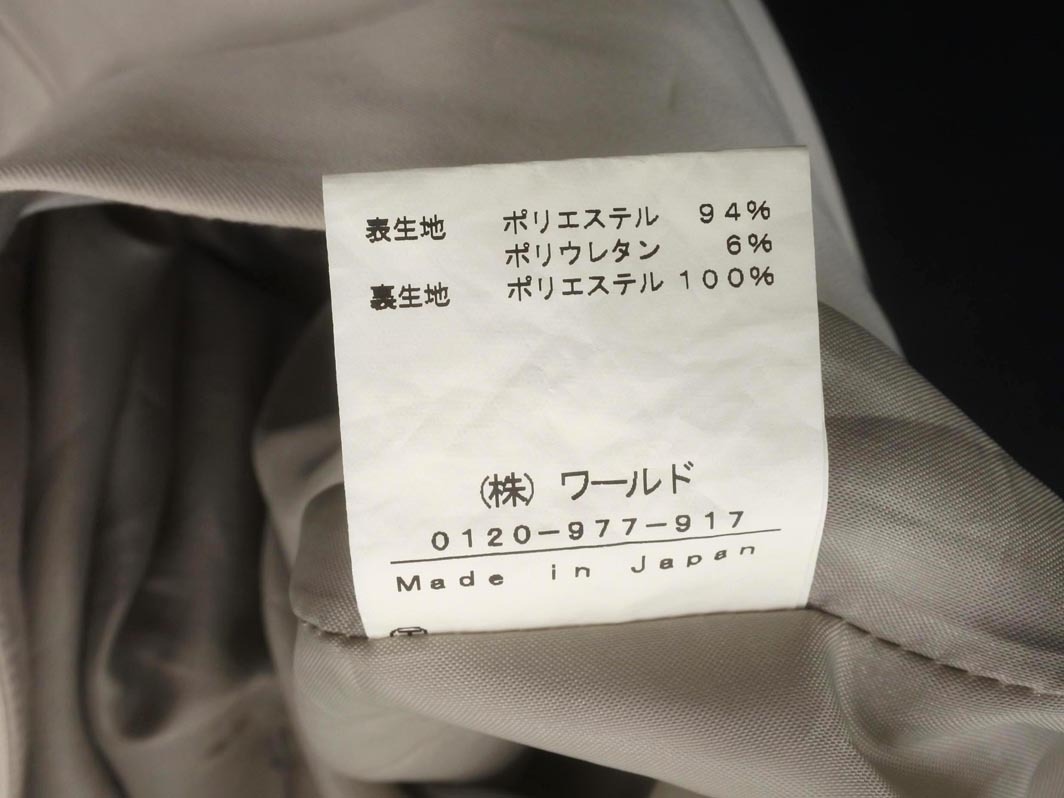 表生地 ポリエステル 94%
ポリウレタン 6%
裏生地 ポリエステル 100%
(株) ワールド
0120-977-917
Made in Japan